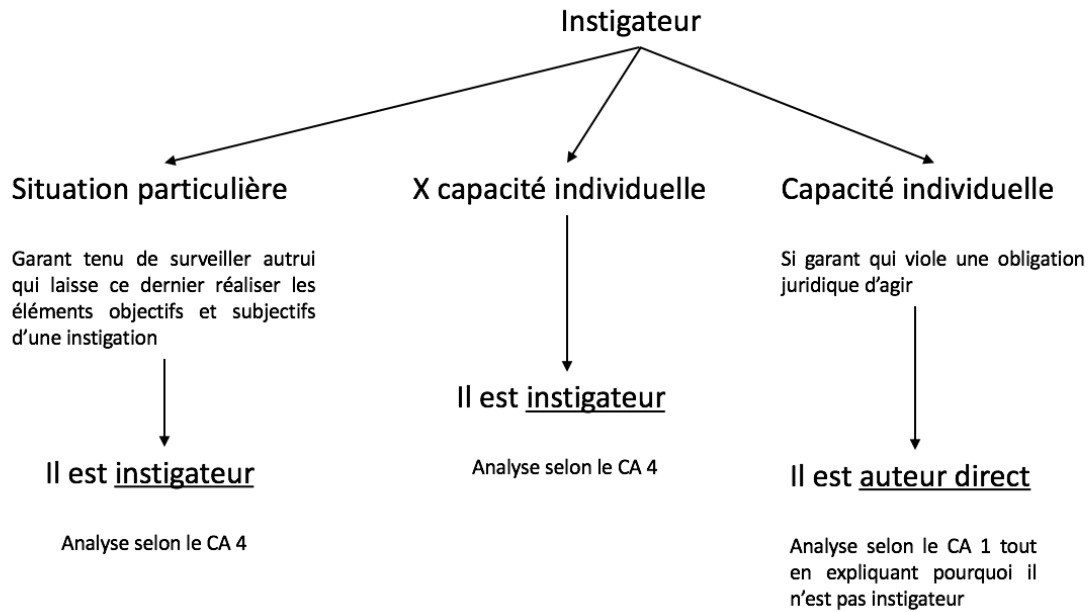 Instigateur
Situation particulière
X capacité individuelle
Capacité individuelle
Garant tenu de surveiller autrui
qui laisse ce dernier réaliser les
éléments objectifs et subjectifs
d’une instigation
Si garant qui viole une obligation
juridique d’agir
Il est instigateur
Analyse selon le CA 4
Il est instigateur
Analyse selon le CA 4
Il est auteur direct
Analyse selon le CA 1 tout
en expliquant pourquoi il
n’est pas instigateur